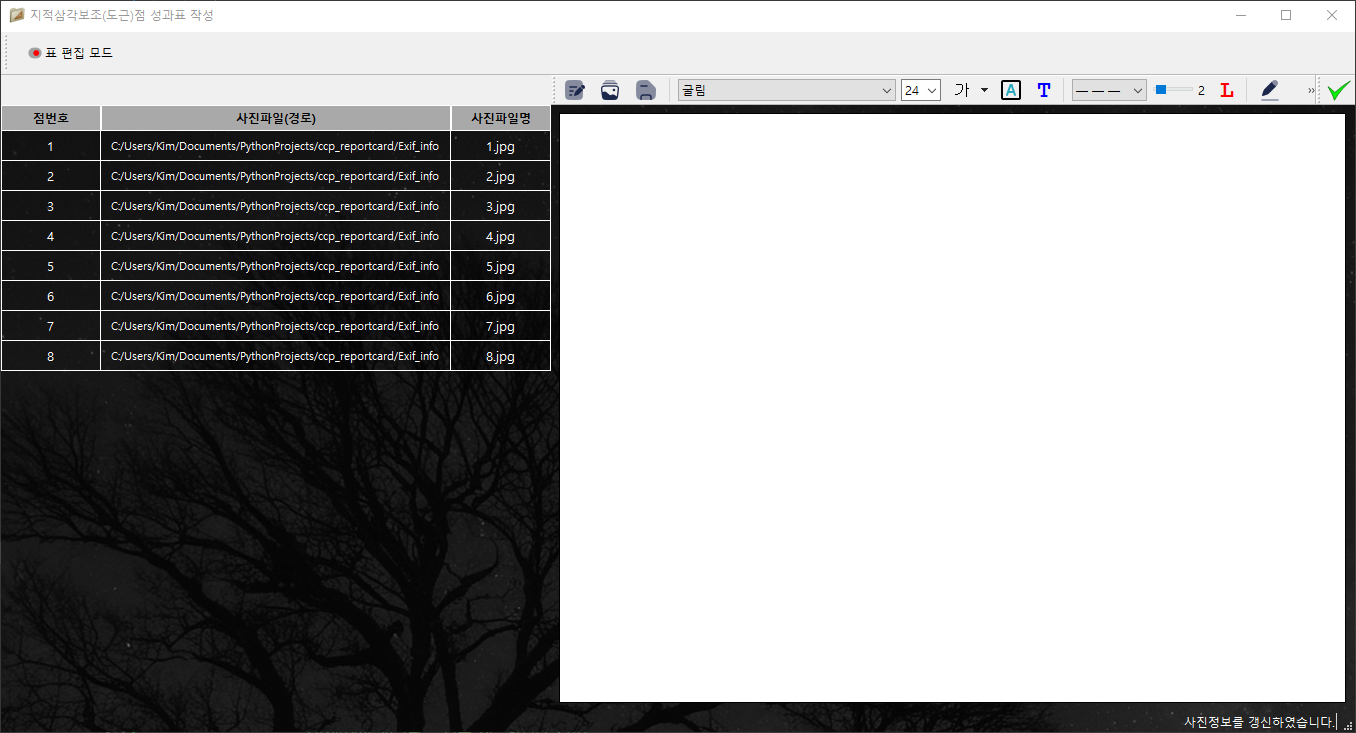 지적삼각보조(도근)점 성과표 작성
표 편집 모드
굴림 24 가 A T 2 L
점번호 사진파일(경로) 사진파일명
1 C:/Users/Kim/Documents/PythonProjects/ccp_reportcard/Exif_info 1.jpg
2 C:/Users/Kim/Documents/PythonProjects/ccp_reportcard/Exif_info 2.jpg
3 C:/Users/Kim/Documents/PythonProjects/ccp_reportcard/Exif_info 3.jpg
4 C:/Users/Kim/Documents/PythonProjects/ccp_reportcard/Exif_info 4.jpg
5 C:/Users/Kim/Documents/PythonProjects/ccp_reportcard/Exif_info 5.jpg
6 C:/Users/Kim/Documents/PythonProjects/ccp_reportcard/Exif_info 6.jpg
7 C:/Users/Kim/Documents/PythonProjects/ccp_reportcard/Exif_info 7.jpg
8 C:/Users/Kim/Documents/PythonProjects/ccp_reportcard/Exif_info 8.jpg
사진정보를 갱신하였습니다.